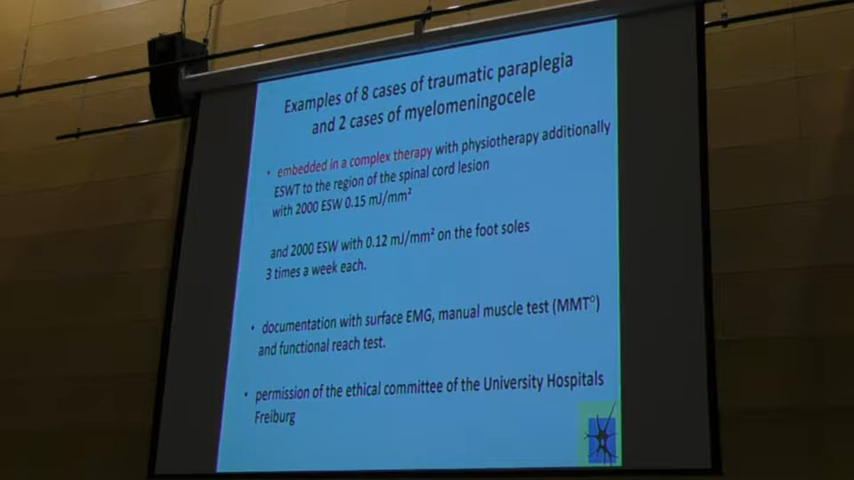 Examples of 8 cases of traumatic paraplegia
and 2 cases of myelomeningocele
• embedded in a complex therapy with physiotherapy additionally
ESWT to the region of the spinal cord lesion
with 2000 ESW 0.15 mJ/mm²
and 2000 ESW with 0.12 mJ/mm² on the foot soles
3 times a week each.
• documentation with surface EMG, manual muscle test (MMT°)
and functional reach test.
• permission of the ethical committee of the University Hospitals
Freiburg